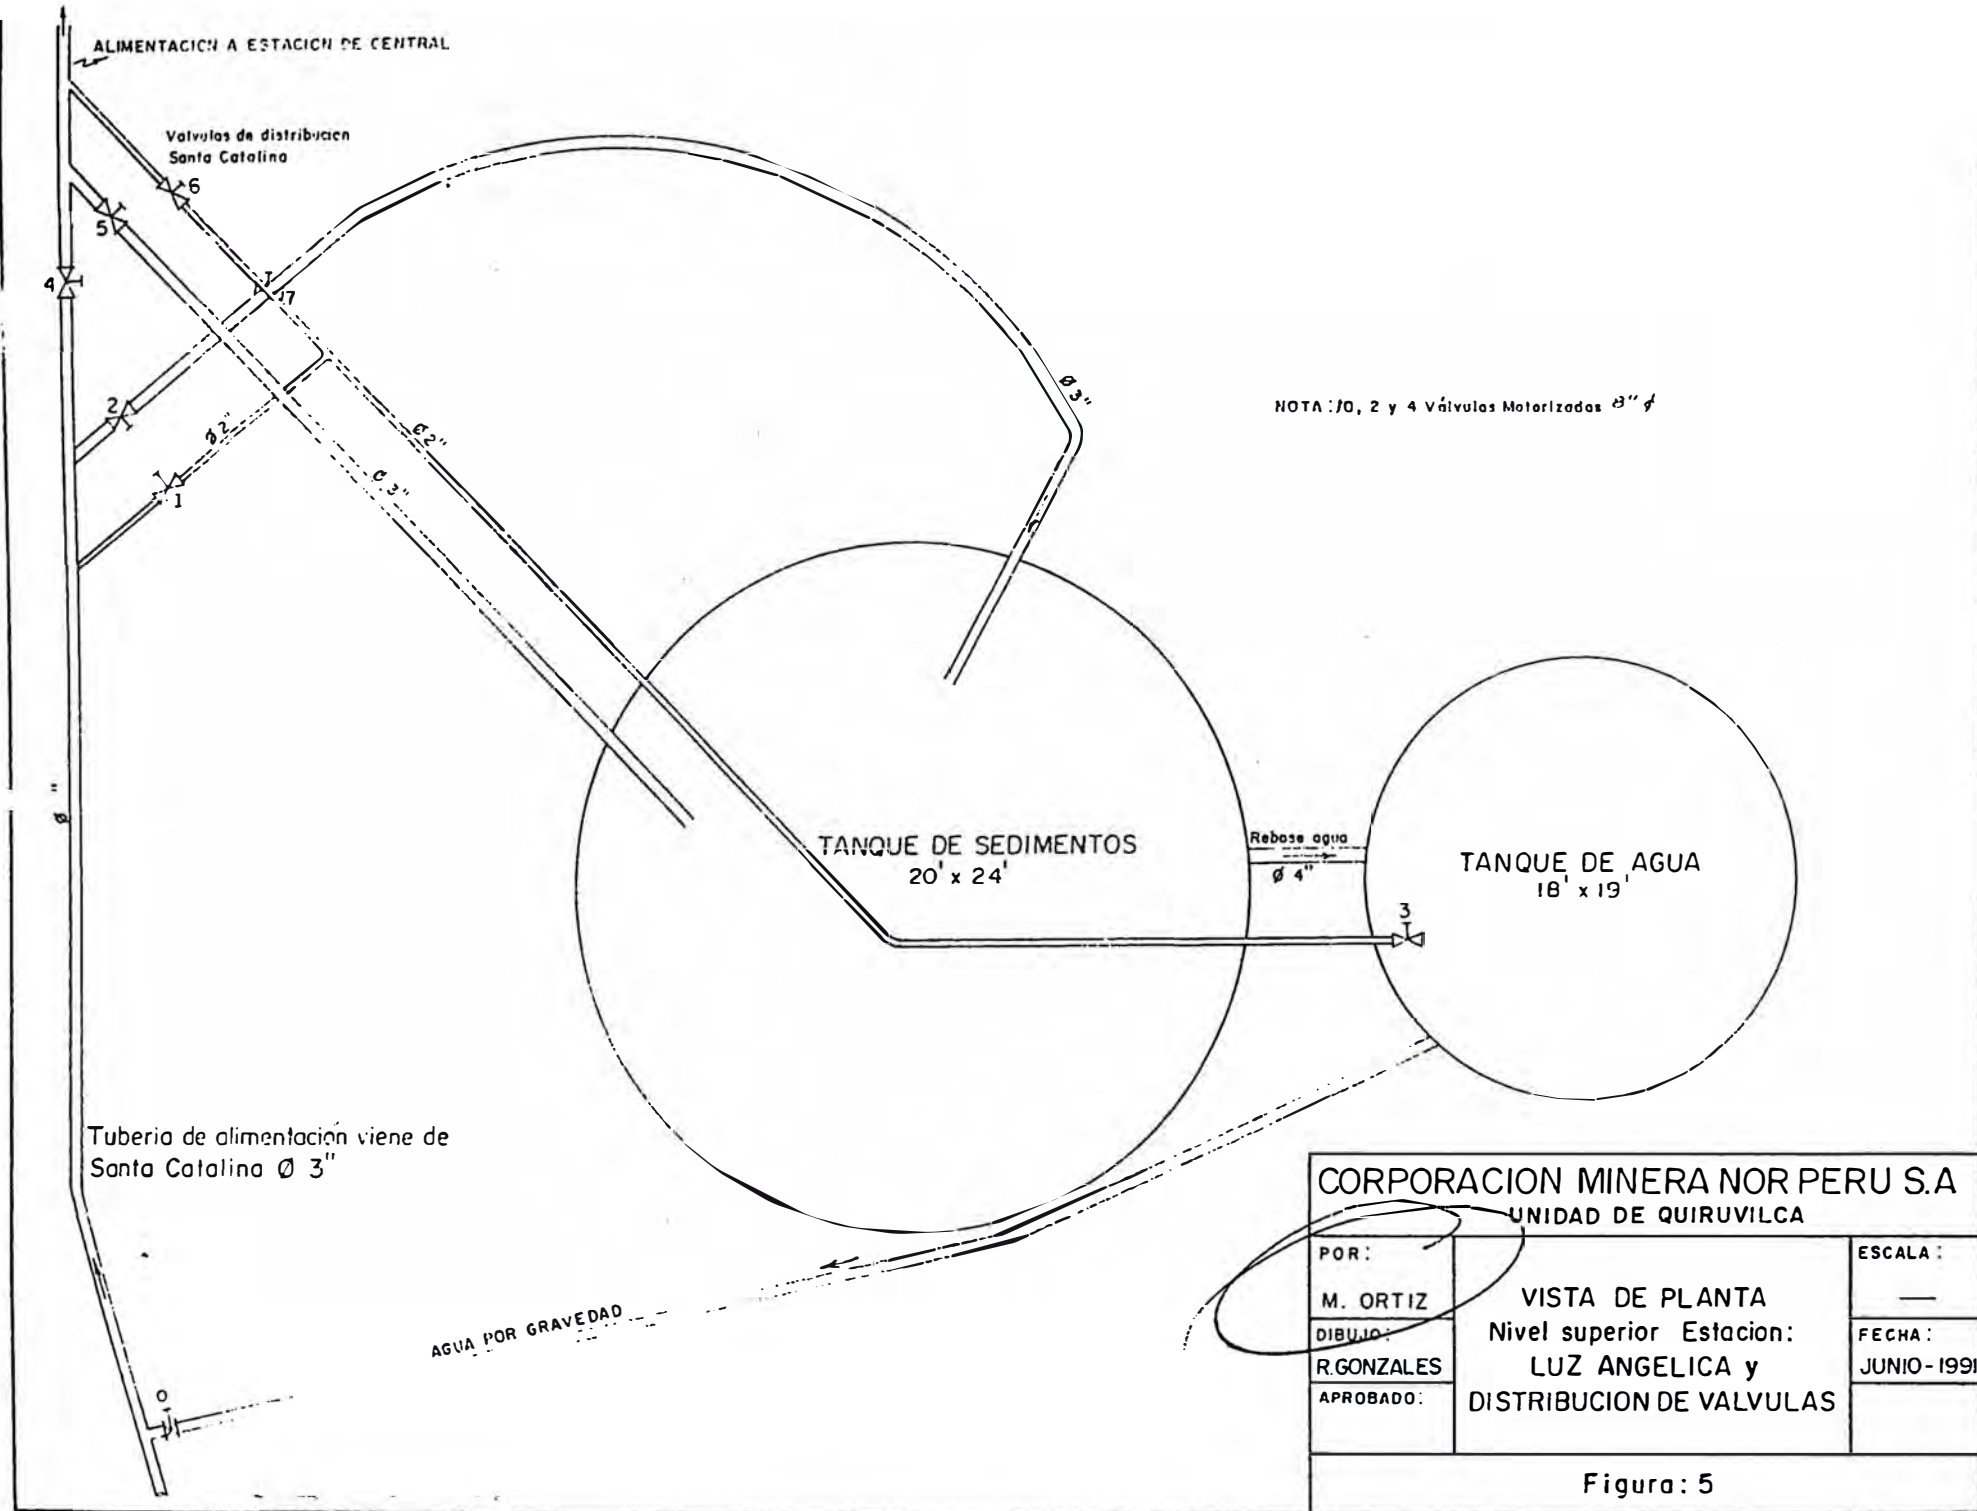 ALIMENTACION A ESTACION DE CENTRAL
Valvulas de distribucion
Santa Catalina
6
5
4
7
2
1
Ø 2"
Ø 2"
Ø 3"
Ø 3"
NOTA: 0, 2 y 4 Válvulas Motorizadas
Ø "
TANQUE DE SEDIMENTOS
20' x 24'
Rebose agua
Ø 4"
TANQUE DE AGUA
18' x 19'
3
Tuberia de alimentación viene de
Santa Catalina Ø 3"
AGUA POR GRAVEDAD
0
CORPORACION MINERA NOR PERU S.A
UNIDAD DE QUIRUVILCA
POR:
M. ORTIZ
DIBUJO:
R.GONZALES
APROBADO:
VISTA DE PLANTA
Nivel superior Estacion:
LUZ ANGELICA y
DISTRIBUCION DE VALVULAS
ESCALA:
—
FECHA:
JUNIO-1991
Figura: 5